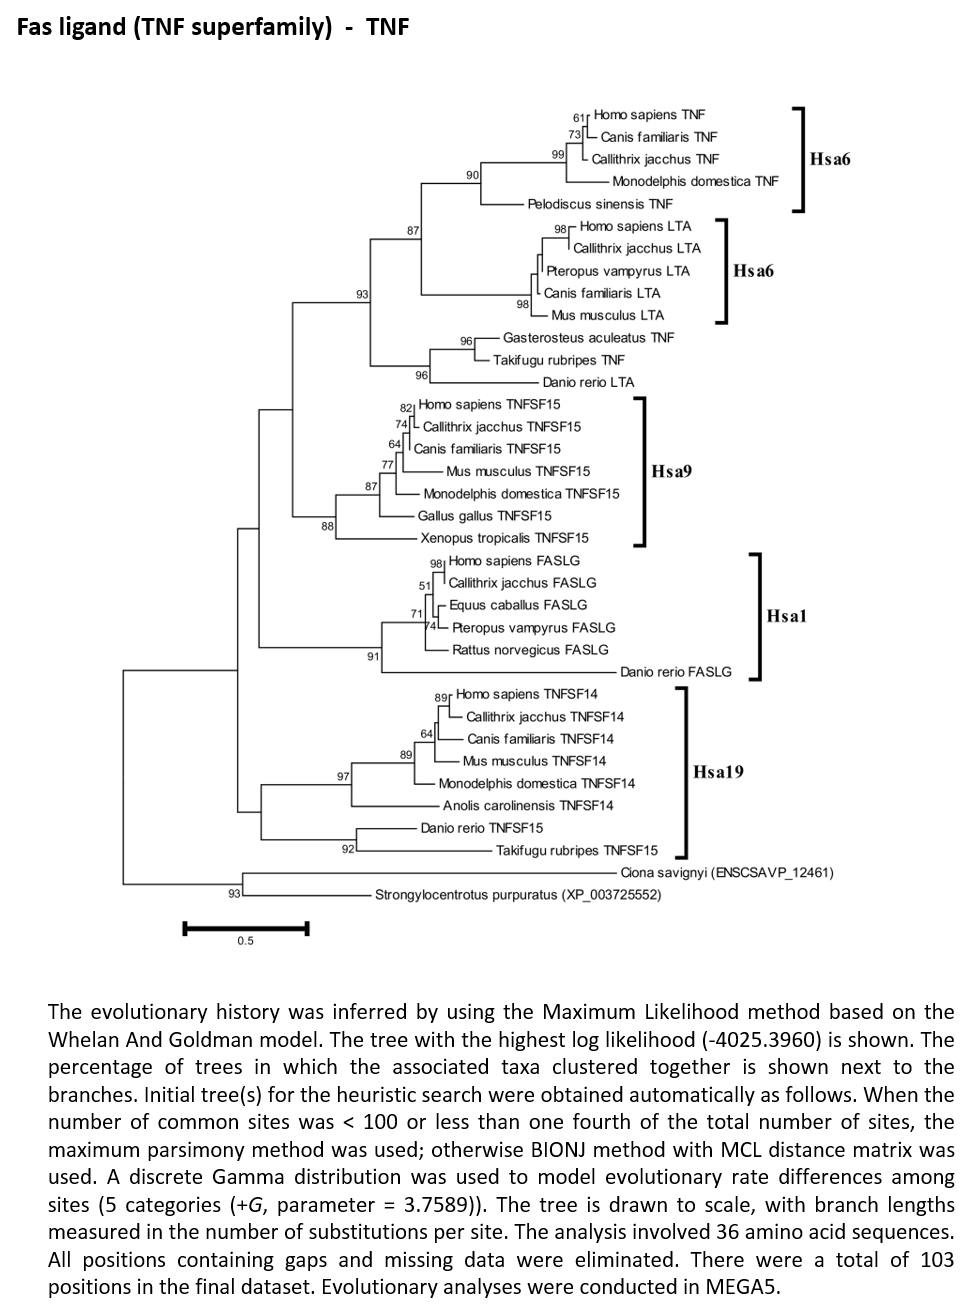 Fas ligand (TNF superfamily) - TNF
61
Homo sapiens TNF
73
Canis familiaris TNF
99
Callithrix jacchus TNF
Hsa6
90
Monodelphis domestica TNF
Pelodiscus sinensis TNF
87
98
Homo sapiens LTA
Callithrix jacchus LTA
Pteropus vampyrus LTA
Hsa6
Canis familiaris LTA
98
Mus musculus LTA
93
96
Gasterosteus aculeatus TNF
Takifugu rubripes TNF
96
Danio rerio LTA
82
Homo sapiens TNFSF15
74
Callithrix jacchus TNFSF15
64
Canis familiaris TNFSF15
77
Mus musculus TNFSF15
Hsa9
87
Monodelphis domestica TNFSF15
Gallus gallus TNFSF15
88
Xenopus tropicalis TNFSF15
98
Homo sapiens FASLG
51
Callithrix jacchus FASLG
Equus caballus FASLG
71
Hsa1
74
Pteropus vampyrus FASLG
Rattus norvegicus FASLG
91
Danio rerio FASLG
89
Homo sapiens TNFSF14
Callithrix jacchus TNFSF14
64
Canis familiaris TNFSF14
89
Mus musculus TNFSF14
Hsa19
97
Monodelphis domestica TNFSF14
Anolis carolinensis TNFSF14
Danio rerio TNFSF15
92
Takifugu rubripes TNFSF15
Ciona savignyi (ENSCSAVP_12461)
93
Strongylocentrotus purpuratus (XP_003725552)
0.5
The evolutionary history was inferred by using the Maximum Likelihood method based on the
Whelan And Goldman model. The tree with the highest log likelihood (-4025.3960) is shown. The
percentage of trees in which the associated taxa clustered together is shown next to the
branches. Initial tree(s) for the heuristic search were obtained automatically as follows. When the
number of common sites was < 100 or less than one fourth of the total number of sites, the
maximum parsimony method was used; otherwise BIONJ method with MCL distance matrix was
used. A discrete Gamma distribution was used to model evolutionary rate differences among
sites (5 categories (+G, parameter = 3.7589)). The tree is drawn to scale, with branch lengths
measured in the number of substitutions per site. The analysis involved 36 amino acid sequences.
All positions containing gaps and missing data were eliminated. There were a total of 103
positions in the final dataset. Evolutionary analyses were conducted in MEGA5.